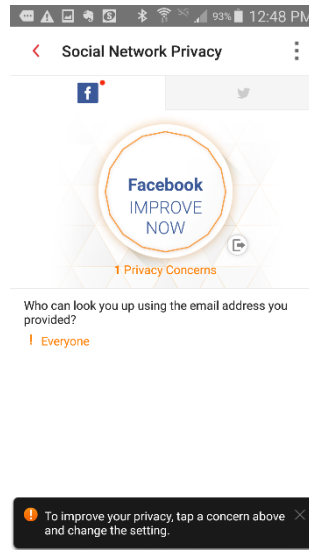 93% 12:48 PM
Social Network Privacy
Facebook
IMPROVE
NOW
1 Privacy Concerns
Who can look you up using the email address you
provided?
! Everyone
To improve your privacy, tap a concern above
and change the setting.